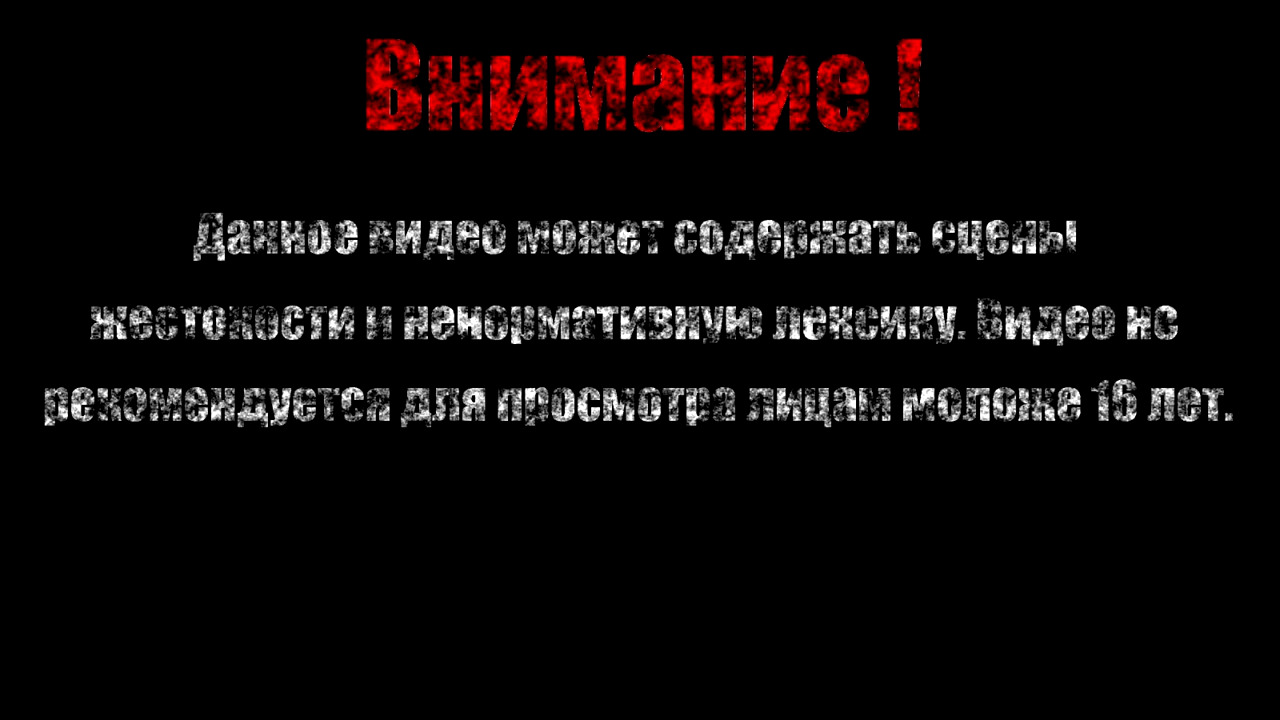 Внимание !
Данное видео может содержать сцены
жестокости и ненормативную лексику. Видео не
рекомендуется для просмотра лицам моложе 16 лет.